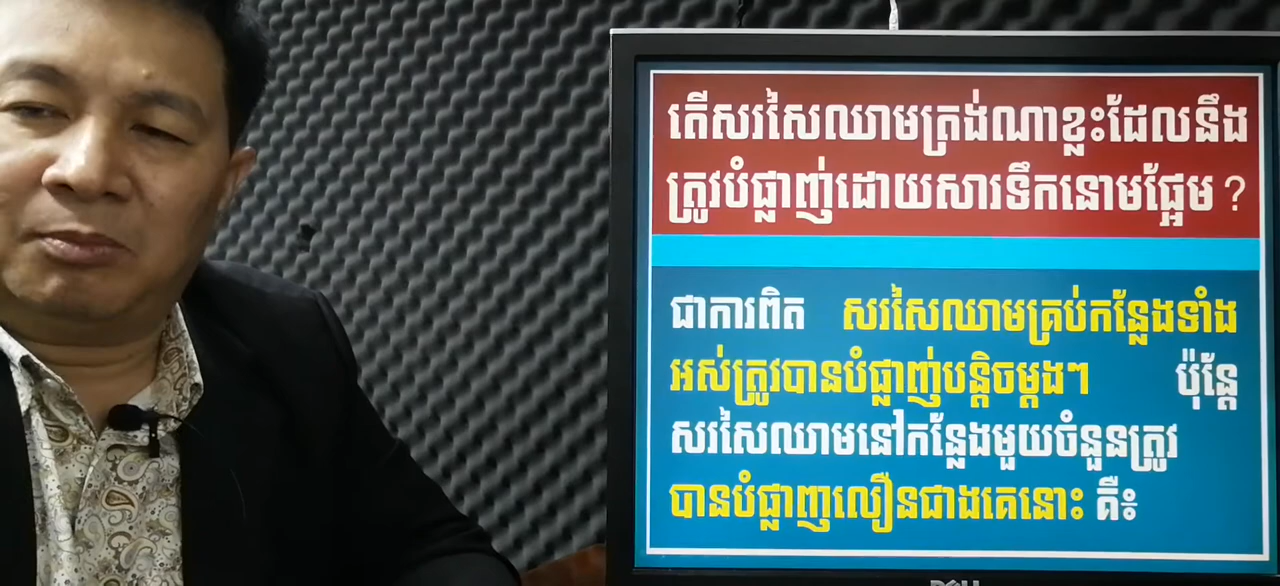 តើសរសៃឈាមត្រង់ណាខ្លះដែលនឹង
ត្រូវបំផ្លាញ់ដោយសារទឹកនោមផ្អែម ?
ជាការពិត សរសៃឈាមគ្រប់កន្លែងទាំង
អស់ត្រូវបានបំផ្លាញ់បន្តិចម្តងៗ ប៉ុន្តែ
សរសៃឈាមនៅកន្លែងមួយចំនួនត្រូវ
បានបំផ្លាញលឿនជាងគេនោះ គឺ៖